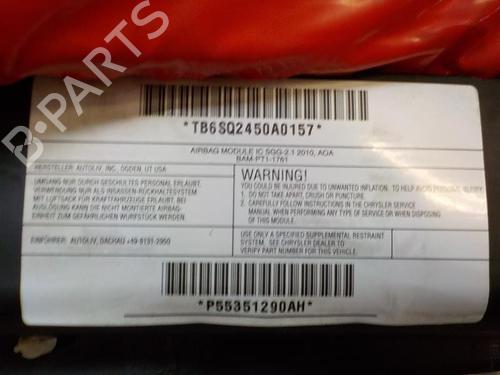 B-PARTS
*TB6SQ2450A0157*
AIRBAG MODULE IC SGG-2.1 2010, AOA
BAM-PT1-1761
HERSTELLER: AUTOLIV, INC., OGDEN, UT USA
UMGANG NUR DURCH GESCHULTES PERSONAL ERLAUBT.
VERWENDUNG NUR ALS INSASSEN-RÜCKHALTESYSTEM
MIT LUFTSACK FÜR KRAFTFAHRZEUGE ERLAUBT. BEI
AUSLÖSUNG KANN DIE AIRBAG-
EINHEIT ZUM GEFÄHRLICHEN WURFSTÜCK WERDEN.
EINFÜHRER: AUTOLIV, DACHAU +49-8131-2950
WARNING!
YOU COULD BE INJURED DUE TO UNWANTED INFLATION. TO HELP AVOID PERSONAL INJURY:
1. DO NOT TAKE APART, CRUSH OR PUNCTURE.
2. CAREFULLY FOLLOW INSTRUCTIONS IN THE CHRYSLER SERVICE
MANUAL WHEN PERFORMING ANY TYPE OF SERVICE OR WHEN DISPOSING
OF THIS MODULE.
USE ONLY A SPECIFIED SUPPLEMENTAL RESTRAINT
SYSTEM. SEE CHRYSLER DEALER TO
VERIFY PART NUMBER FOR THIS VEHICLE.
*P55351290AH*